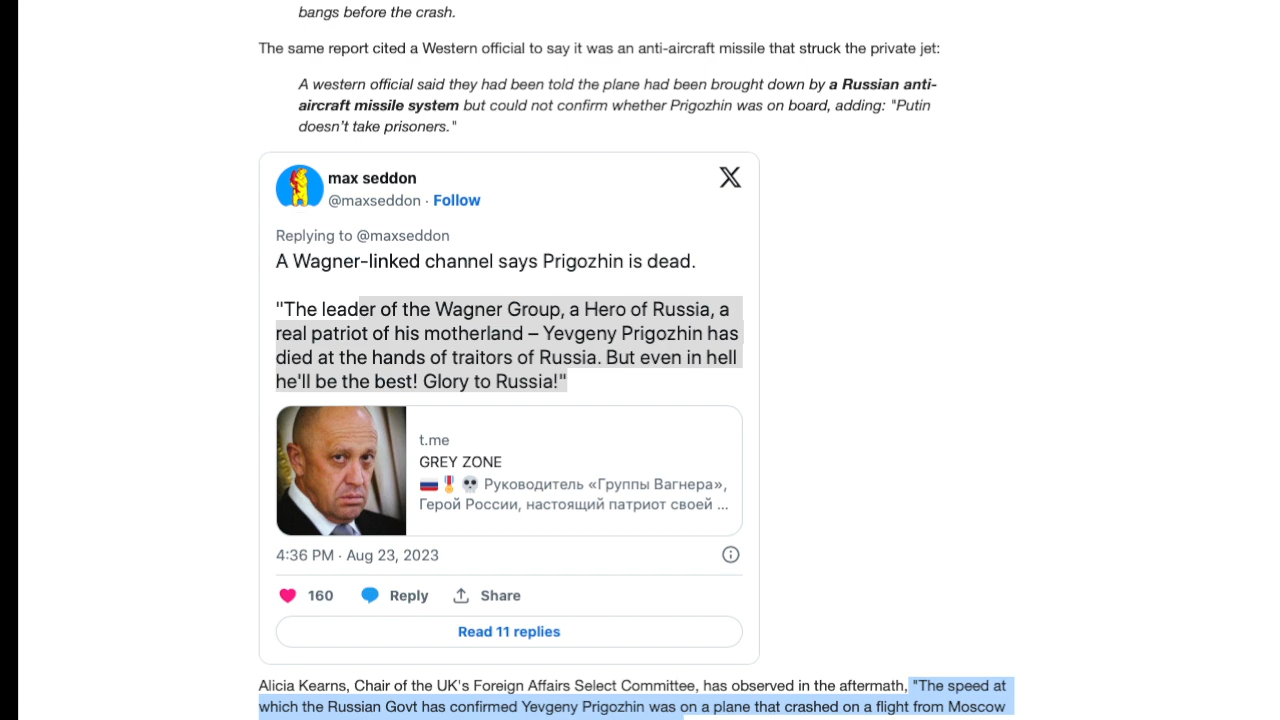 bangs before the crash.
The same report cited a Western official to say it was an anti-aircraft missile that struck the private jet:
A western official said they had been told the plane had been brought down by a Russian anti-
aircraft missile system but could not confirm whether Prigozhin was on board, adding: "Putin
doesn't take prisoners."
max seddon
@maxseddon · Follow
Replying to @maxseddon
A Wagner-linked channel says Prigozhin is dead.
"The leader of the Wagner Group, a Hero of Russia, a
real patriot of his motherland – Yevgeny Prigozhin has
died at the hands of traitors of Russia. But even in hell
he'll be the best! Glory to Russia!"
t.me
GREY ZONE
🇷🇺🎖️💀 Руководитель «Группы Вагнера»,
Герой России, настоящий патриот своей ...
4:36 PM · Aug 23, 2023
160 Reply Share
Read 11 replies
Alicia Kearns, Chair of the UK's Foreign Affairs Select Committee, has observed in the aftermath, "The speed at
which the Russian Govt has confirmed Yevgeny Prigozhin was on a plane that crashed on a flight from Moscow